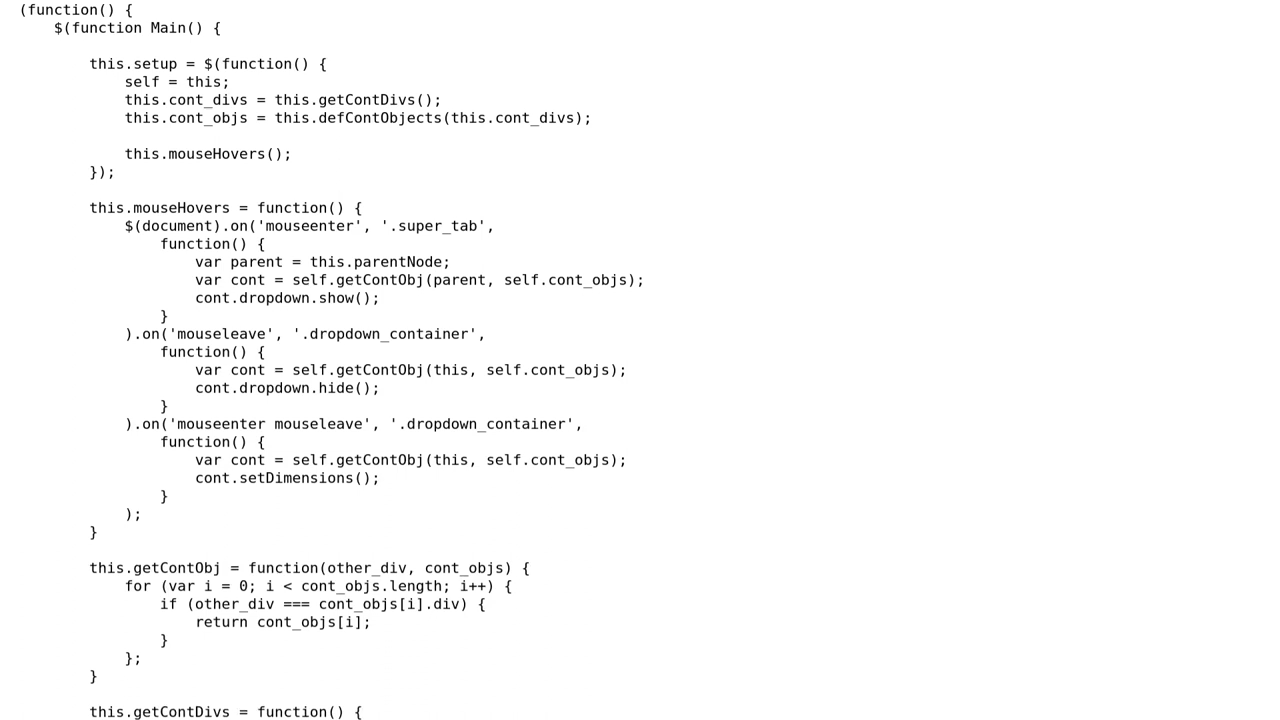 (function() {
    $(function Main() {

        this.setup = $(function() {
            self = this;
            this.cont_divs = this.getContDivs();
            this.cont_objs = this.defContObjects(this.cont_divs);

            this.mouseHovers();
        });

        this.mouseHovers = function() {
            $(document).on('mouseenter', '.super_tab',
                function() {
                    var parent = this.parentNode;
                    var cont = self.getContObj(parent, self.cont_objs);
                    cont.dropdown.show();
                }
            ).on('mouseleave', '.dropdown_container',
                function() {
                    var cont = self.getContObj(this, self.cont_objs);
                    cont.dropdown.hide();
                }
            ).on('mouseenter mouseleave', '.dropdown_container',
                function() {
                    var cont = self.getContObj(this, self.cont_objs);
                    cont.setDimensions();
                }
            );
        }

        this.getContObj = function(other_div, cont_objs) {
            for (var i = 0; i < cont_objs.length; i++) {
                if (other_div === cont_objs[i].div) {
                    return cont_objs[i];
                }
            };
        }

        this.getContDivs = function() {